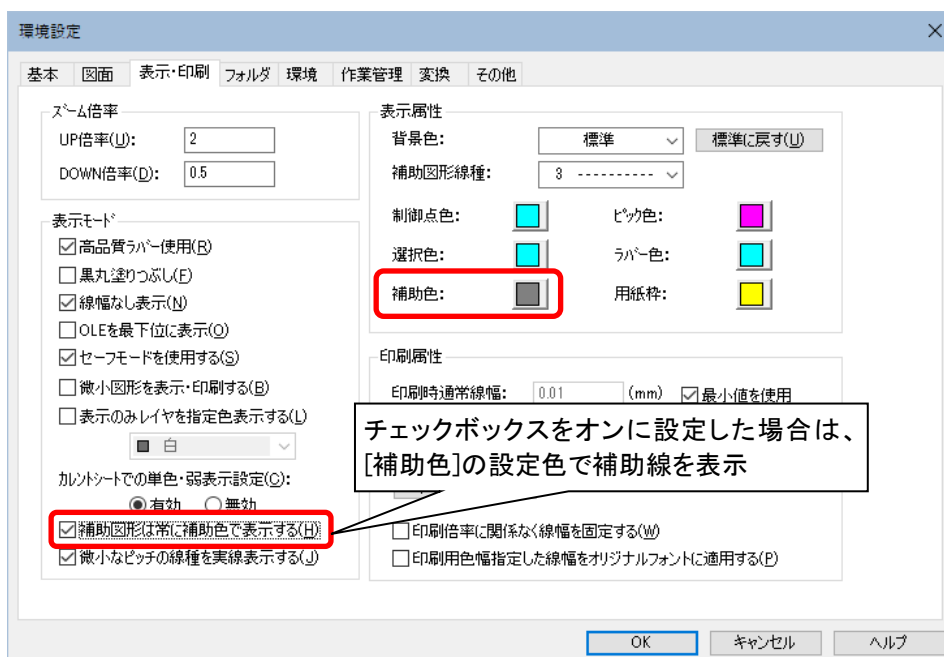 環境設定
基本 図面 表示・印刷 フォルダ 環境 作業管理 変換 その他
ズーム倍率
UP倍率(U): 2
DOWN倍率(D): 0.5
表示モード
高品質ラバー使用(R)
黒丸塗りつぶし(F)
線幅なし表示(N)
OLEを最下位に表示(O)
セーフモードを使用する(S)
微小図形を表示・印刷する(B)
表示のみレイヤを指定色表示する(L)
白
カレントシートでの単色・弱表示設定(C):
有効 無効
補助図形は常に補助色で表示する(H)
微小なピッチの線種を実線表示する(J)
表示属性
背景色: 標準 標準に戻す(U)
補助図形線種: 3 ----------
制御点色: ピック色:
選択色: ラバー色:
補助色: 用紙枠:
印刷属性
印刷時通常線幅: 0.01 (mm) 最小値を使用
チェックボックスをオンに設定した場合は、
[補助色]の設定色で補助線を表示
印刷倍率に関係なく線幅を固定する(W)
印刷用色幅指定した線幅をオリジナルフォントに適用する(P)
OK キャンセル ヘルプ